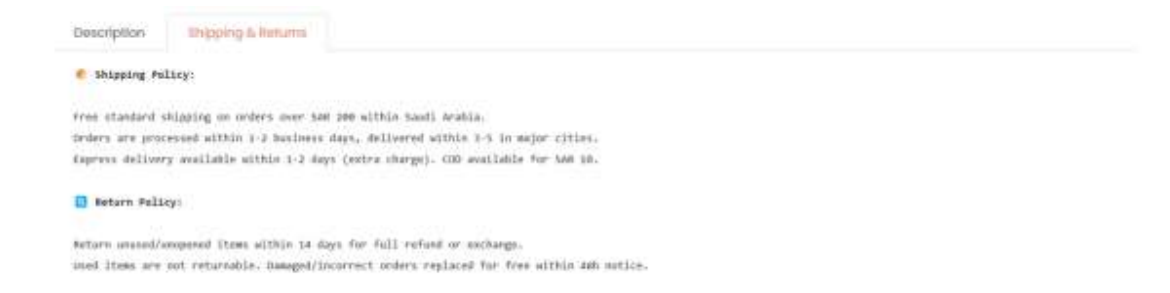 Description
Shipping & Returns
Shipping Policy:
Free standard shipping on orders over SAR 200 within Saudi Arabia.
Orders are processed within 1-2 business days, delivered within 3-5 in major cities.
Express delivery available within 1-2 days (extra charge). COD available for SAR 10.
Return Policy:
Return unused/unopened items within 14 days for full refund or exchange.
Used items are not returnable. Damaged/incorrect orders replaced for free within 48h notice.